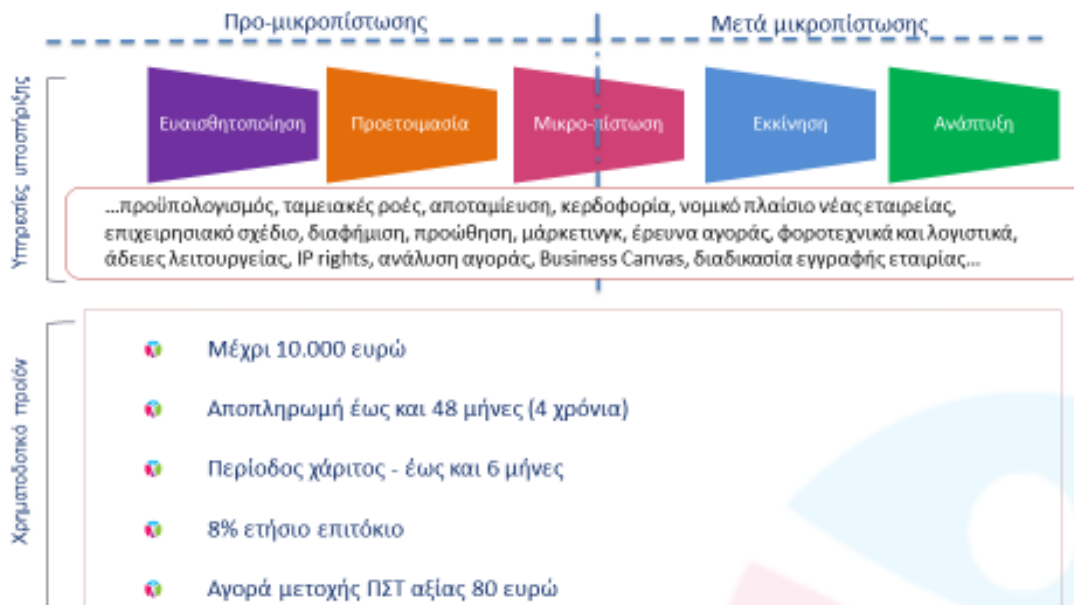 Προ-μικροπίστωσης
Μετά μικροπίστωσης
Υπηρεσίες υποστήριξης
Ευαισθητοποίηση
Προετοιμασία
Μικρο-πίστωση
Εκκίνηση
Ανάπτυξη
...προϋπολογισμός, ταμειακές ροές, αποταμίευση, κερδοφορία, νομικό πλαίσιο νέας εταιρείας,
επιχειρησιακό σχέδιο, διαφήμιση, προώθηση, μάρκετινγκ, έρευνα αγοράς, φοροτεχνικά και λογιστικά,
άδειες λειτουργείας, IP rights, ανάλυση αγοράς, Business Canvas, διαδικασία εγγραφής εταιρίας...
Χρηματοδοτικό προϊόν
Μέχρι 10.000 ευρώ
Αποπληρωμή έως και 48 μήνες (4 χρόνια)
Περίοδος χάριτος - έως και 6 μήνες
8% ετήσιο επιτόκιο
Αγορά μετοχής ΠΣΤ αξίας 80 ευρώ